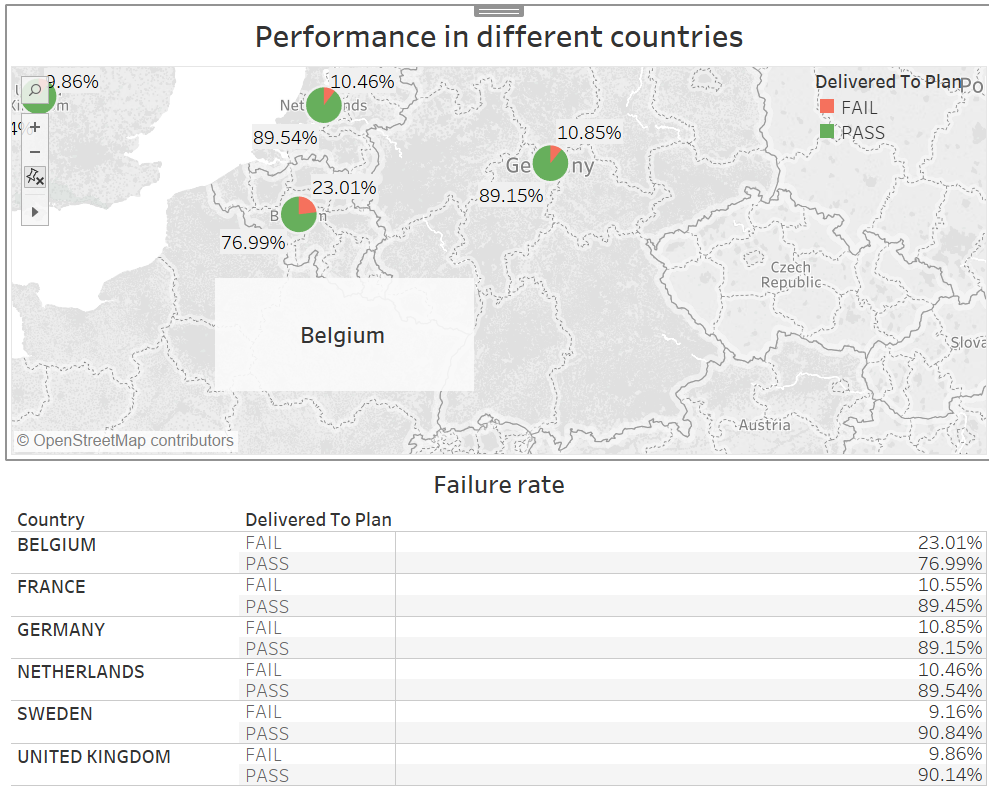 Performance in different countries
9.86%
10.46%
89.54%
Delivered To Plan
FAIL
PASS
10.85%
89.15%
23.01%
76.99%
Czech
Republic
Belgium
Austria
© OpenStreetMap contributors
Failure rate
Country Delivered To Plan
BELGIUM FAIL 23.01%
PASS 76.99%
FRANCE FAIL 10.55%
PASS 89.45%
GERMANY FAIL 10.85%
PASS 89.15%
NETHERLANDS FAIL 10.46%
PASS 89.54%
SWEDEN FAIL 9.16%
PASS 90.84%
UNITED KINGDOM FAIL 9.86%
PASS 90.14%